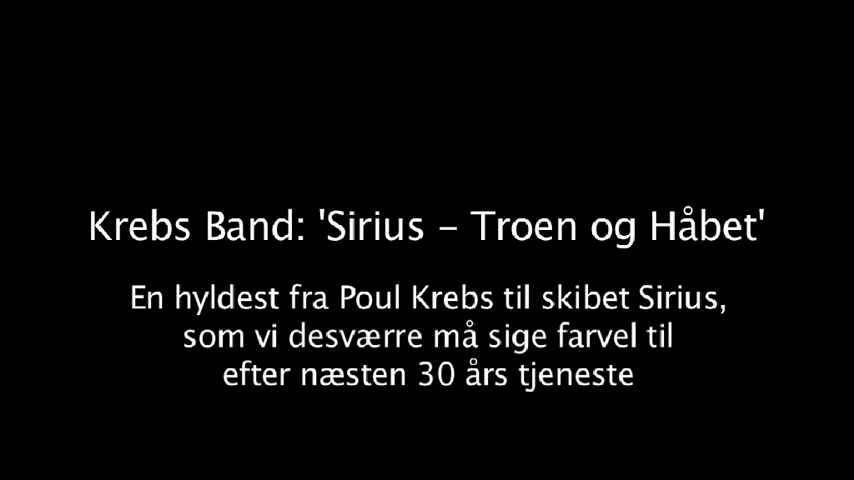 Krebs Band: 'Sirius – Troen og Håbet'
En hyldest fra Poul Krebs til skibet Sirius,
som vi desværre må sige farvel til
efter næsten 30 års tjeneste